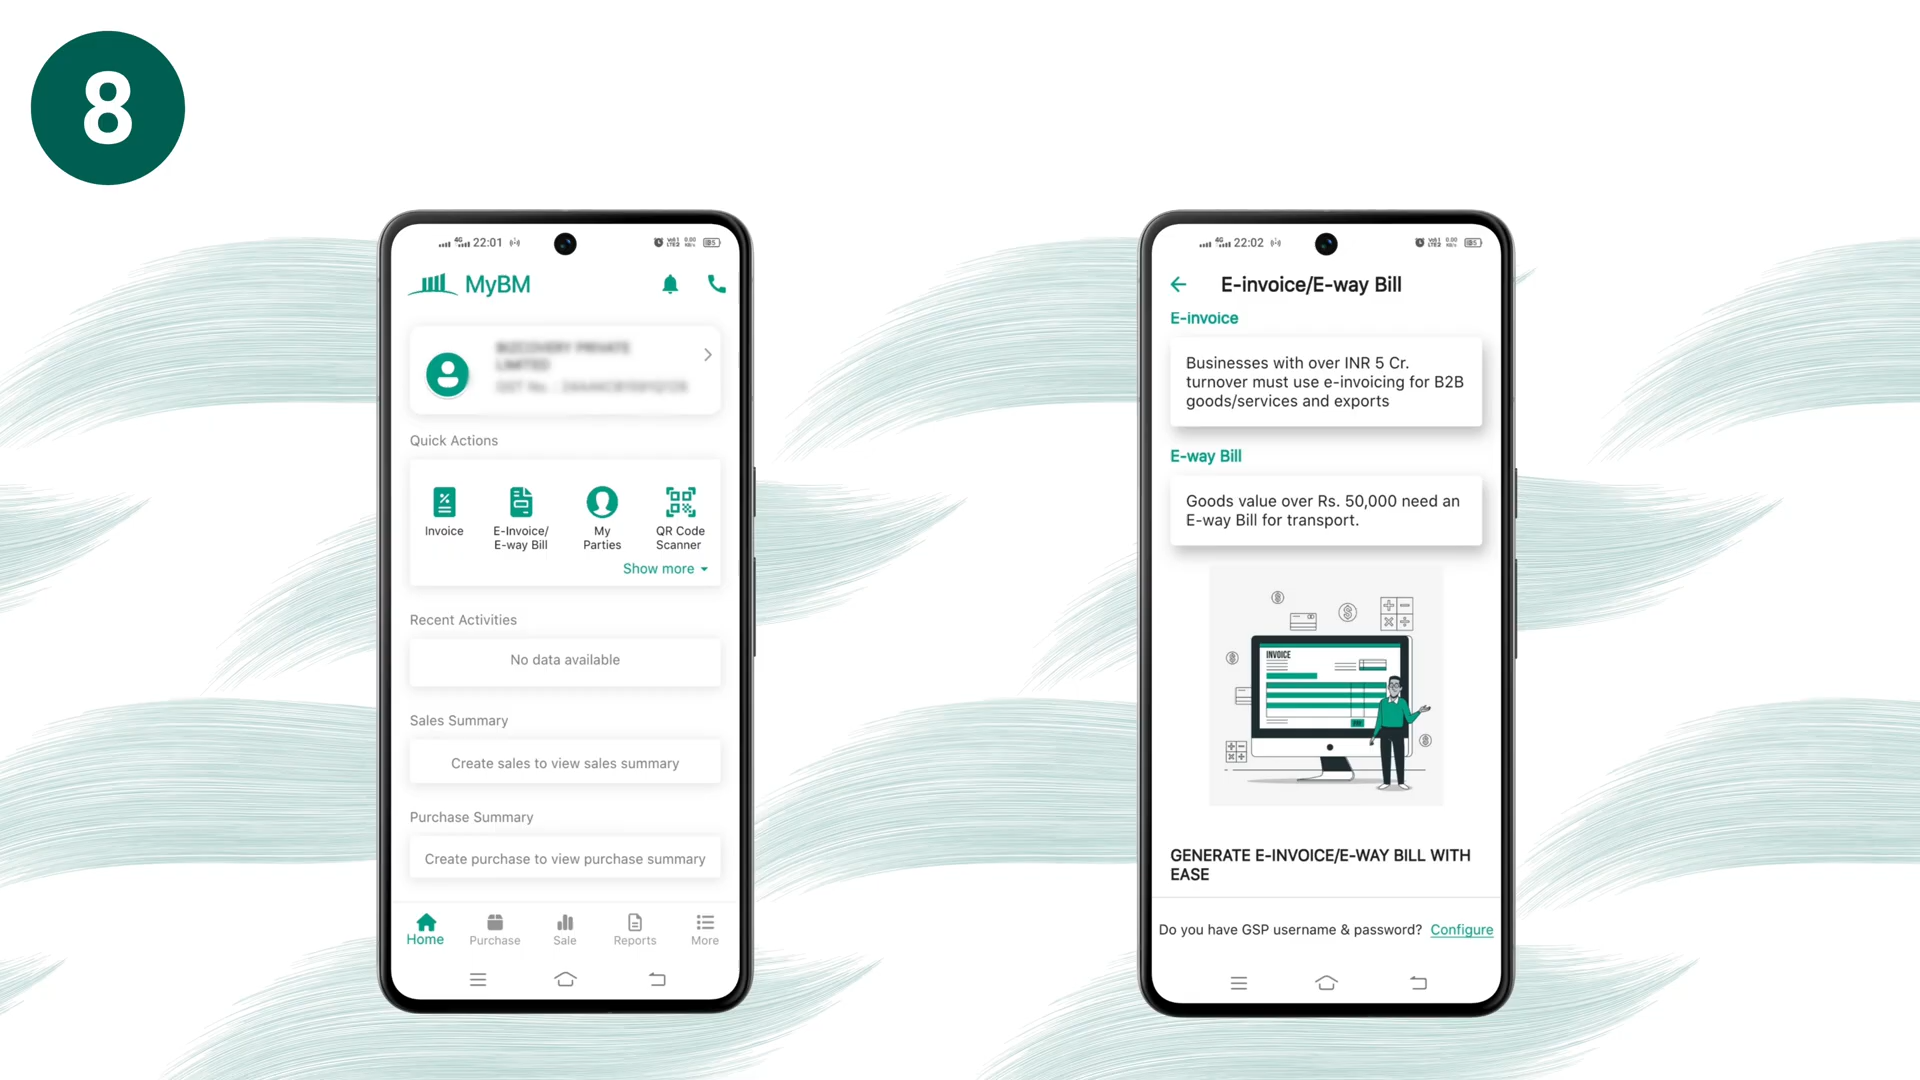 8
4G
22:01
MyBM
Quick Actions
Invoice
E-Invoice/
E-way Bill
My
Parties
QR Code
Scanner
Show more
Recent Activities
No data available
Sales Summary
Create sales to view sales summary
Purchase Summary
Create purchase to view purchase summary
Home
Purchase
Sale
Reports
More
4G
22:02
E-invoice/E-way Bill
E-invoice
Businesses with over INR 5 Cr.
turnover must use e-invoicing for B2B
goods/services and exports
E-way Bill
Goods value over Rs. 50,000 need an
E-way Bill for transport.
INVOICE
GENERATE E-INVOICE/E-WAY BILL WITH
EASE
Do you have GSP username & password? Configure